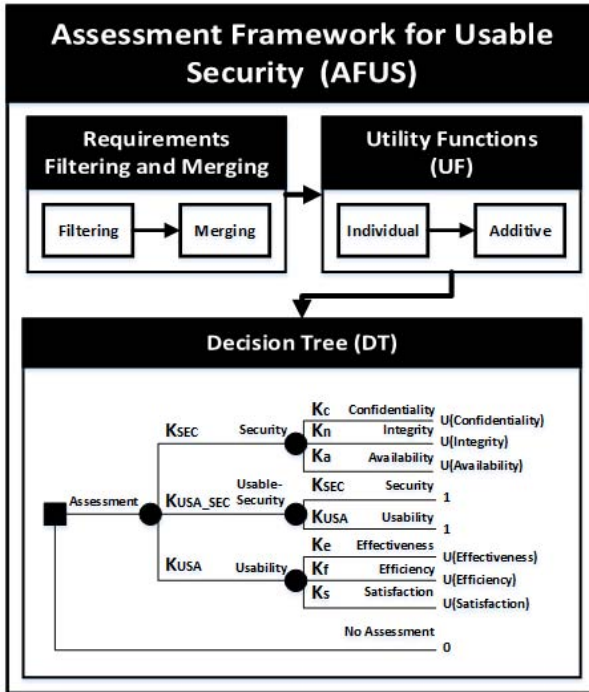 Assessment Framework for Usable
Security (AFUS)
Requirements
Filtering and Merging
Filtering
Merging
Utility Functions
(UF)
Individual
Additive
Decision Tree (DT)
Kc Confidentiality
U(Confidentiality)
KSEC Security
Kn Integrity
U(Integrity)
Ka Availability
U(Availability)
Assessment
KUSA_SEC Usable-
Security
KSEC Security
1
KUSA Usability
1
KUSA Usability
Ke Effectiveness
U(Effectiveness)
Kf Efficiency
U(Efficiency)
Ks Satisfaction
U(Satisfaction)
No Assessment
0